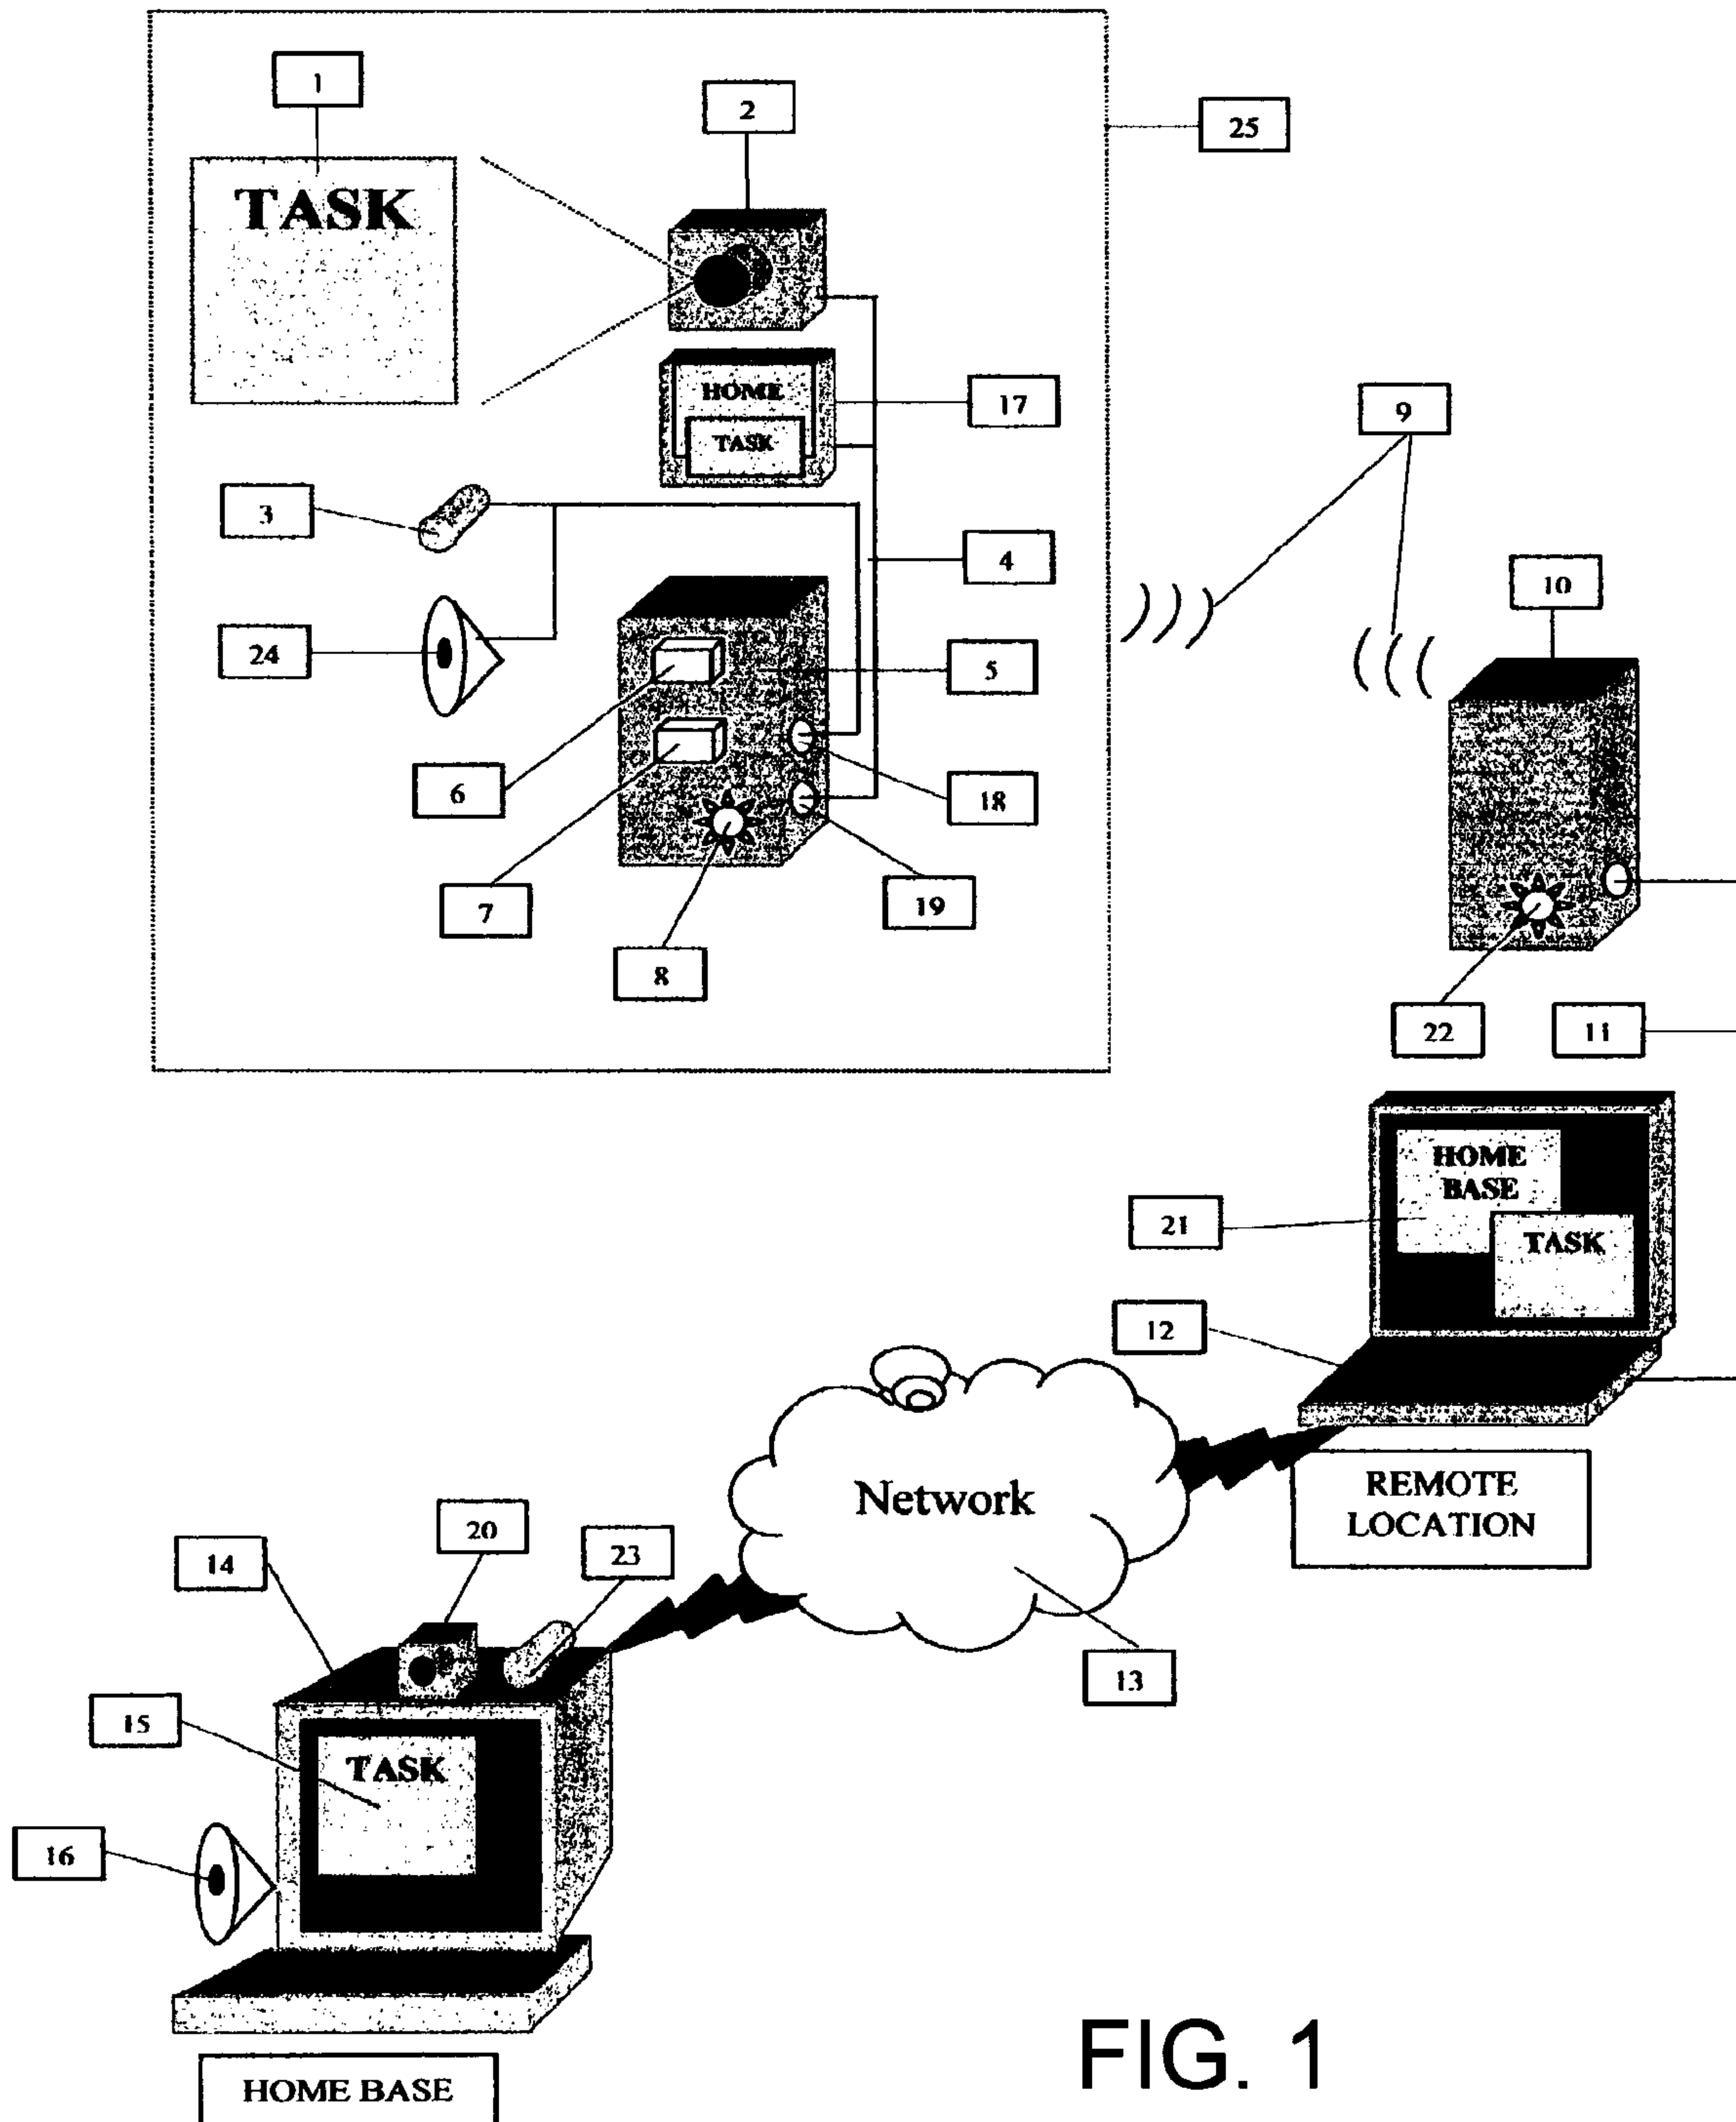 1
2
25
TASK
17
HOME
TASK
9
3
4
10
24
5
6
18
7
19
8
22
11
HOME
BASE
21
TASK
12
Network
REMOTE
LOCATION
20
23
14
13
15
TASK
16
FIG. 1
HOME BASE